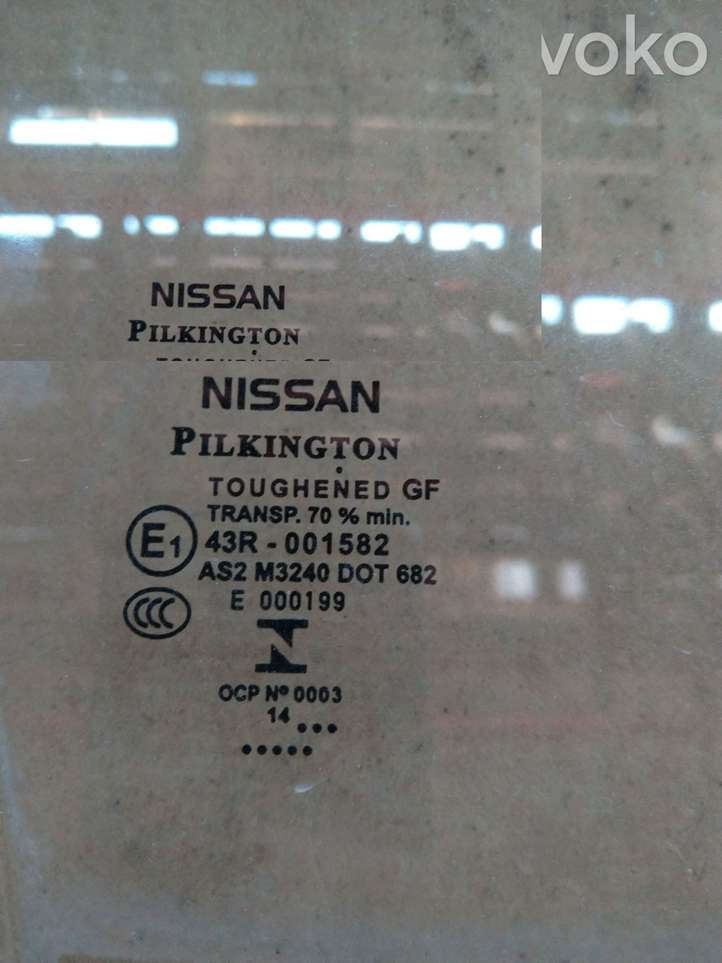 voko
NISSAN
PILKINGTON
NISSAN
PILKINGTON
TOUGHENED GF
TRANSP. 70 % min.
E1 43R - 001582
AS2 M3240 DOT 682
CCC E 000199
N
OCP Nº 0003
14 •••
•••••